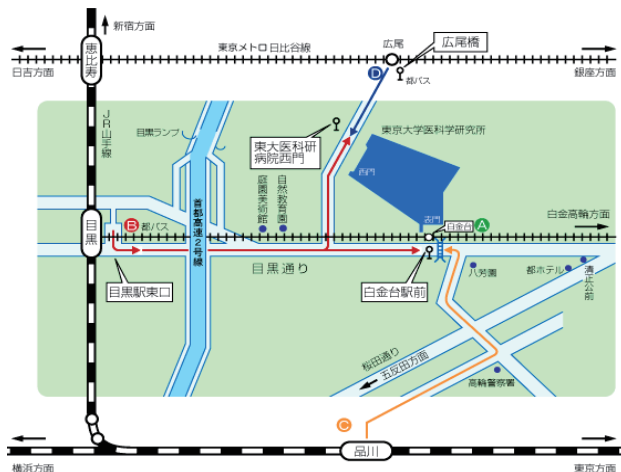 新宿方面
恵比寿
東京メトロ日比谷線
広尾
広尾橋
日吉方面
D
都バス
銀座方面
JR山手線
目黒ランプ
東大医科研
病院西門
東京大学医科学研究所
西門
庭園美術館
自然教育園
表門
白金台
A
白金高輪方面
目黒
B
都バス
首都高速2号線
目黒通り
目黒駅東口
白金台駅前
八芳園
都ホテル
清正公前
桜田通り
五反田方面
高輪警察署
C
品川
横浜方面
東京方面